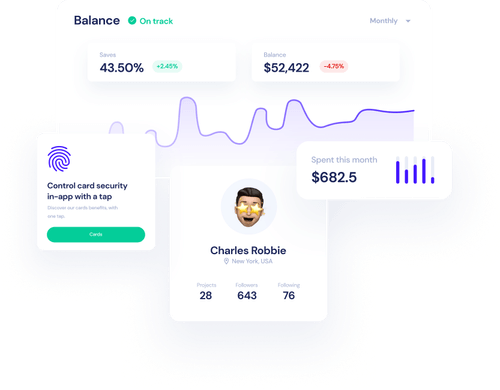 Balance
On track
Monthly
Saves
43.50%
+2.45%
Balance
$52,422
-4.75%
Control card security
in-app with a tap
Discover our cards benefits, with
one tap.
Cards
Spent this month
$682.5
Charles Robbie
New York, USA
Projects
Followers
Following
28
643
76